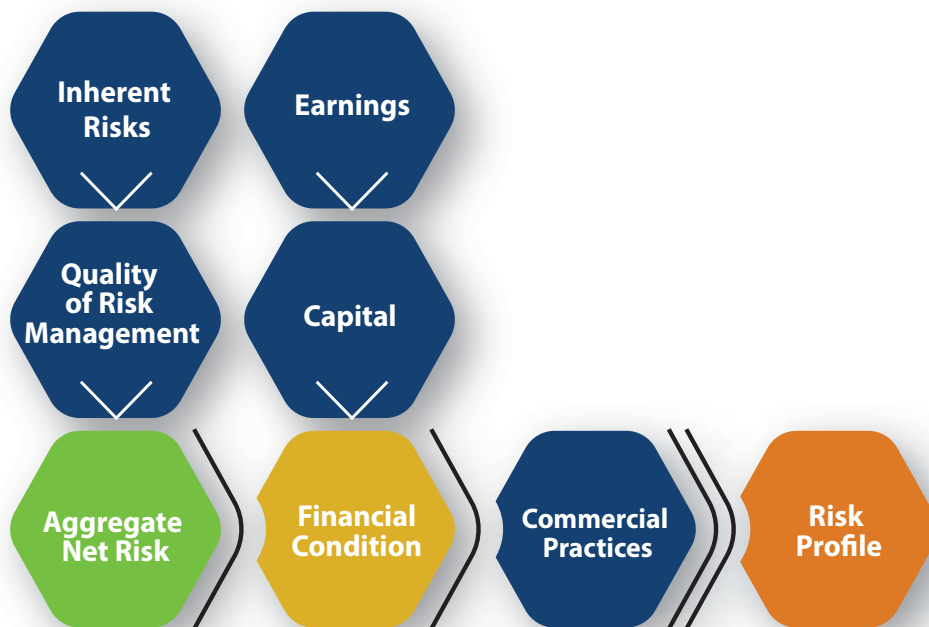 Inherent
Risks
Earnings
Quality
of Risk
Management
Capital
Aggregate
Net Risk
Financial
Condition
Commercial
Practices
Risk
Profile